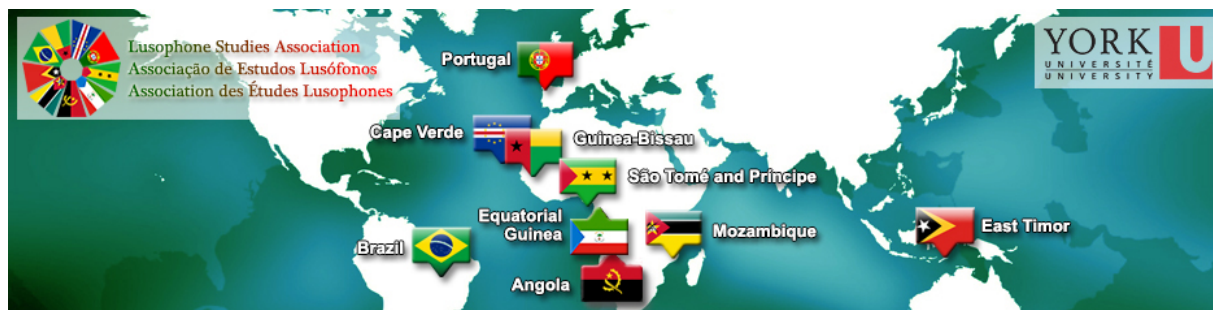 Lusophone Studies Association
Associação de Estudos Lusófonos
Association des Études Lusophones
YORK U
UNIVERSITÉ
UNIVERSITY
Portugal
Cape Verde
Guinea-Bissau
São Tomé and Príncipe
Equatorial
Guinea
Mozambique
East Timor
Brazil
Angola